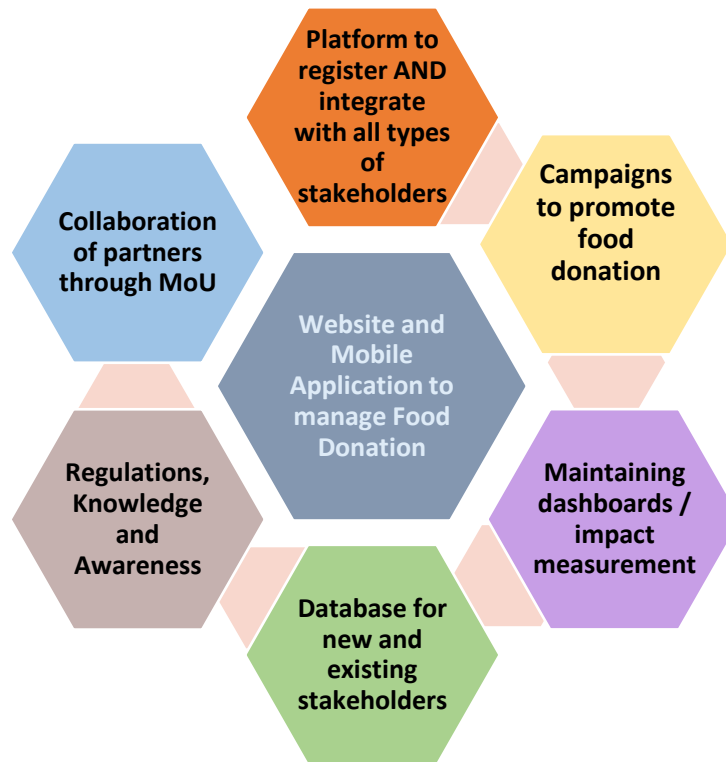 Platform to
register AND
integrate
with all types
of
stakeholders
Campaigns
to promote
food
donation
Collaboration
of partners
through MoU
Website and
Mobile
Application to
manage Food
Donation
Maintaining
dashboards /
impact
measurement
Regulations,
Knowledge
and
Awareness
Database for
new and
existing
stakeholders